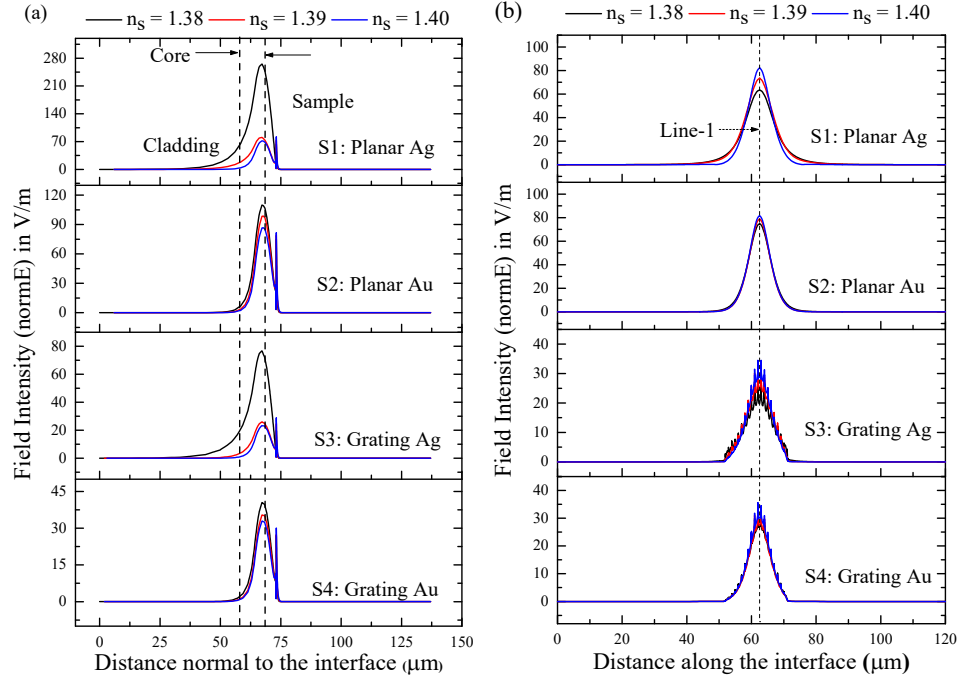 (a)
n_s = 1.38 n_s = 1.39 n_s = 1.40
280
210
140
70
0
Core
Cladding
Sample
S1: Planar Ag
120
90
60
30
0
S2: Planar Au
80
60
40
20
0
S3: Grating Ag
45
30
15
0
S4: Grating Au
0 25 50 75 100 125 150
Distance normal to the interface (μm)
Field Intensity (normE) in V/m
(b)
n_s = 1.38 n_s = 1.39 n_s = 1.40
100
80
60
40
20
0
Line-1
S1: Planar Ag
100
80
60
40
20
0
S2: Planar Au
40
30
20
10
0
S3: Grating Ag
40
30
20
10
0
S4: Grating Au
0 20 40 60 80 100 120
Distance along the interface (μm)
Field Intensity (normE) in V/m